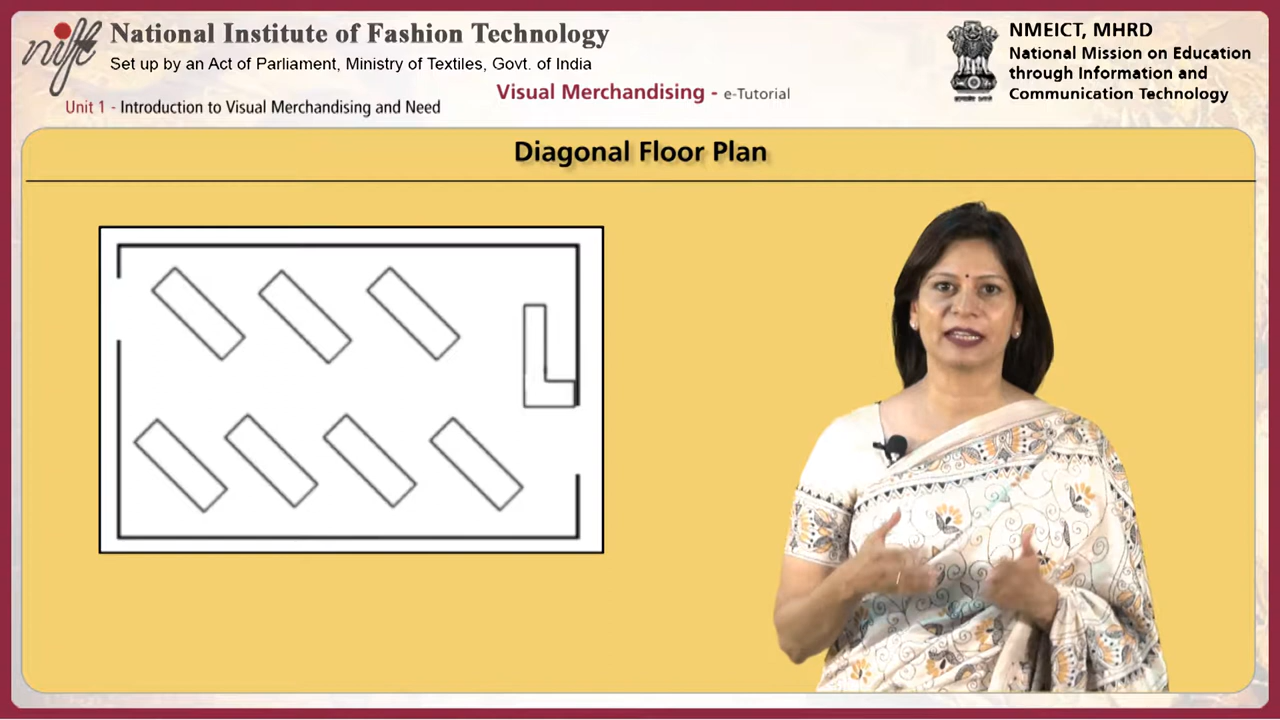 nift
National Institute of Fashion Technology
Set up by an Act of Parliament, Ministry of Textiles, Govt. of India
Unit 1 - Introduction to Visual Merchandising and Need
Visual Merchandising - e-Tutorial
NMEICT, MHRD
National Mission on Education
through Information and
Communication Technology
Diagonal Floor Plan